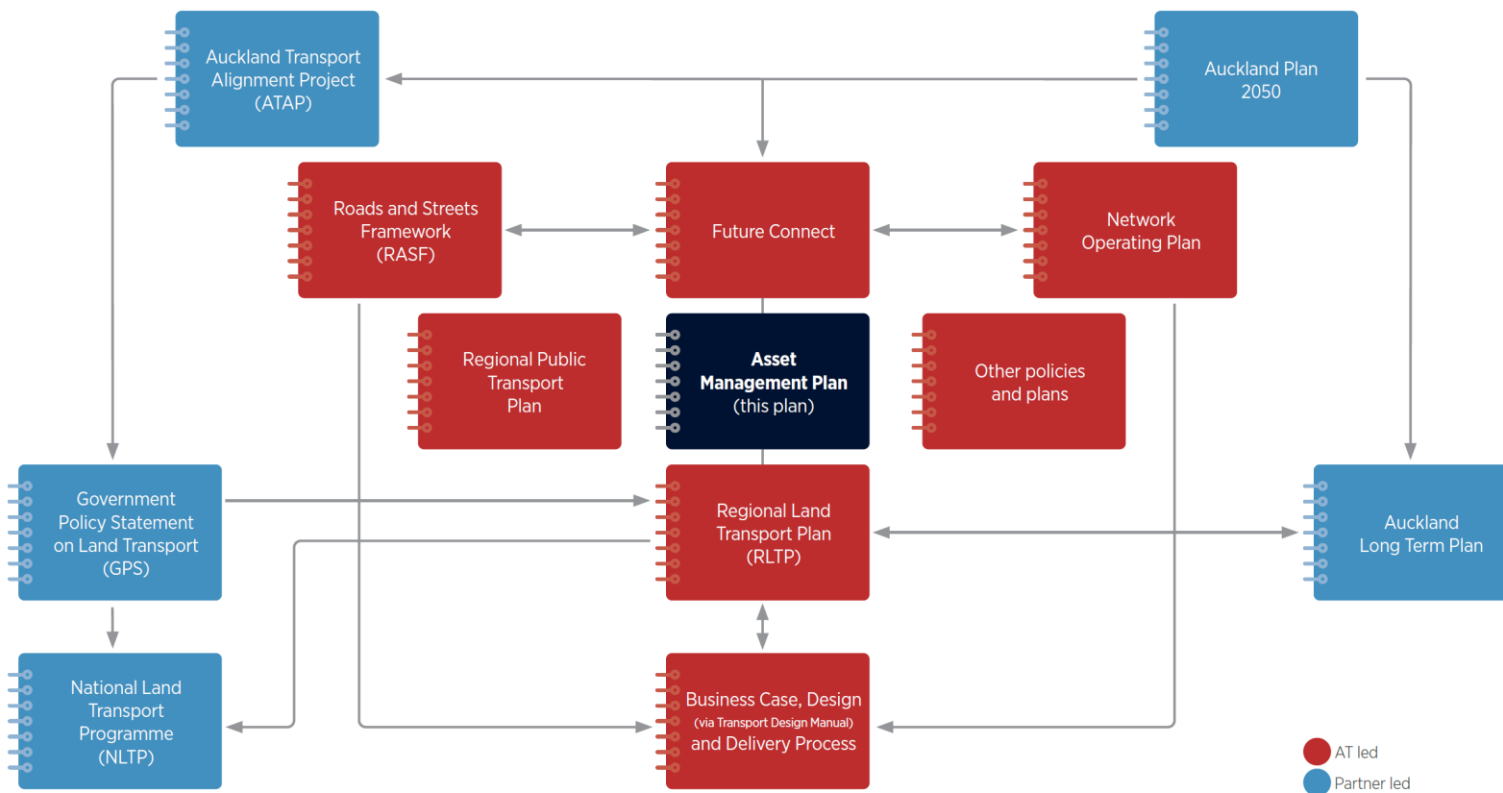 Auckland Transport
Alignment Project
(ATAP)
Auckland Plan
2050
Roads and Streets
Framework
(RASF)
Future Connect
Network
Operating Plan
Regional Public
Transport
Plan
Asset
Management Plan
(this plan)
Other policies
and plans
Government
Policy Statement
on Land Transport
(GPS)
Regional Land
Transport Plan
(RLTP)
Auckland
Long Term Plan
National Land
Transport
Programme
(NLTP)
Business Case, Design
(via Transport Design Manual)
and Delivery Process
AT led
Partner led